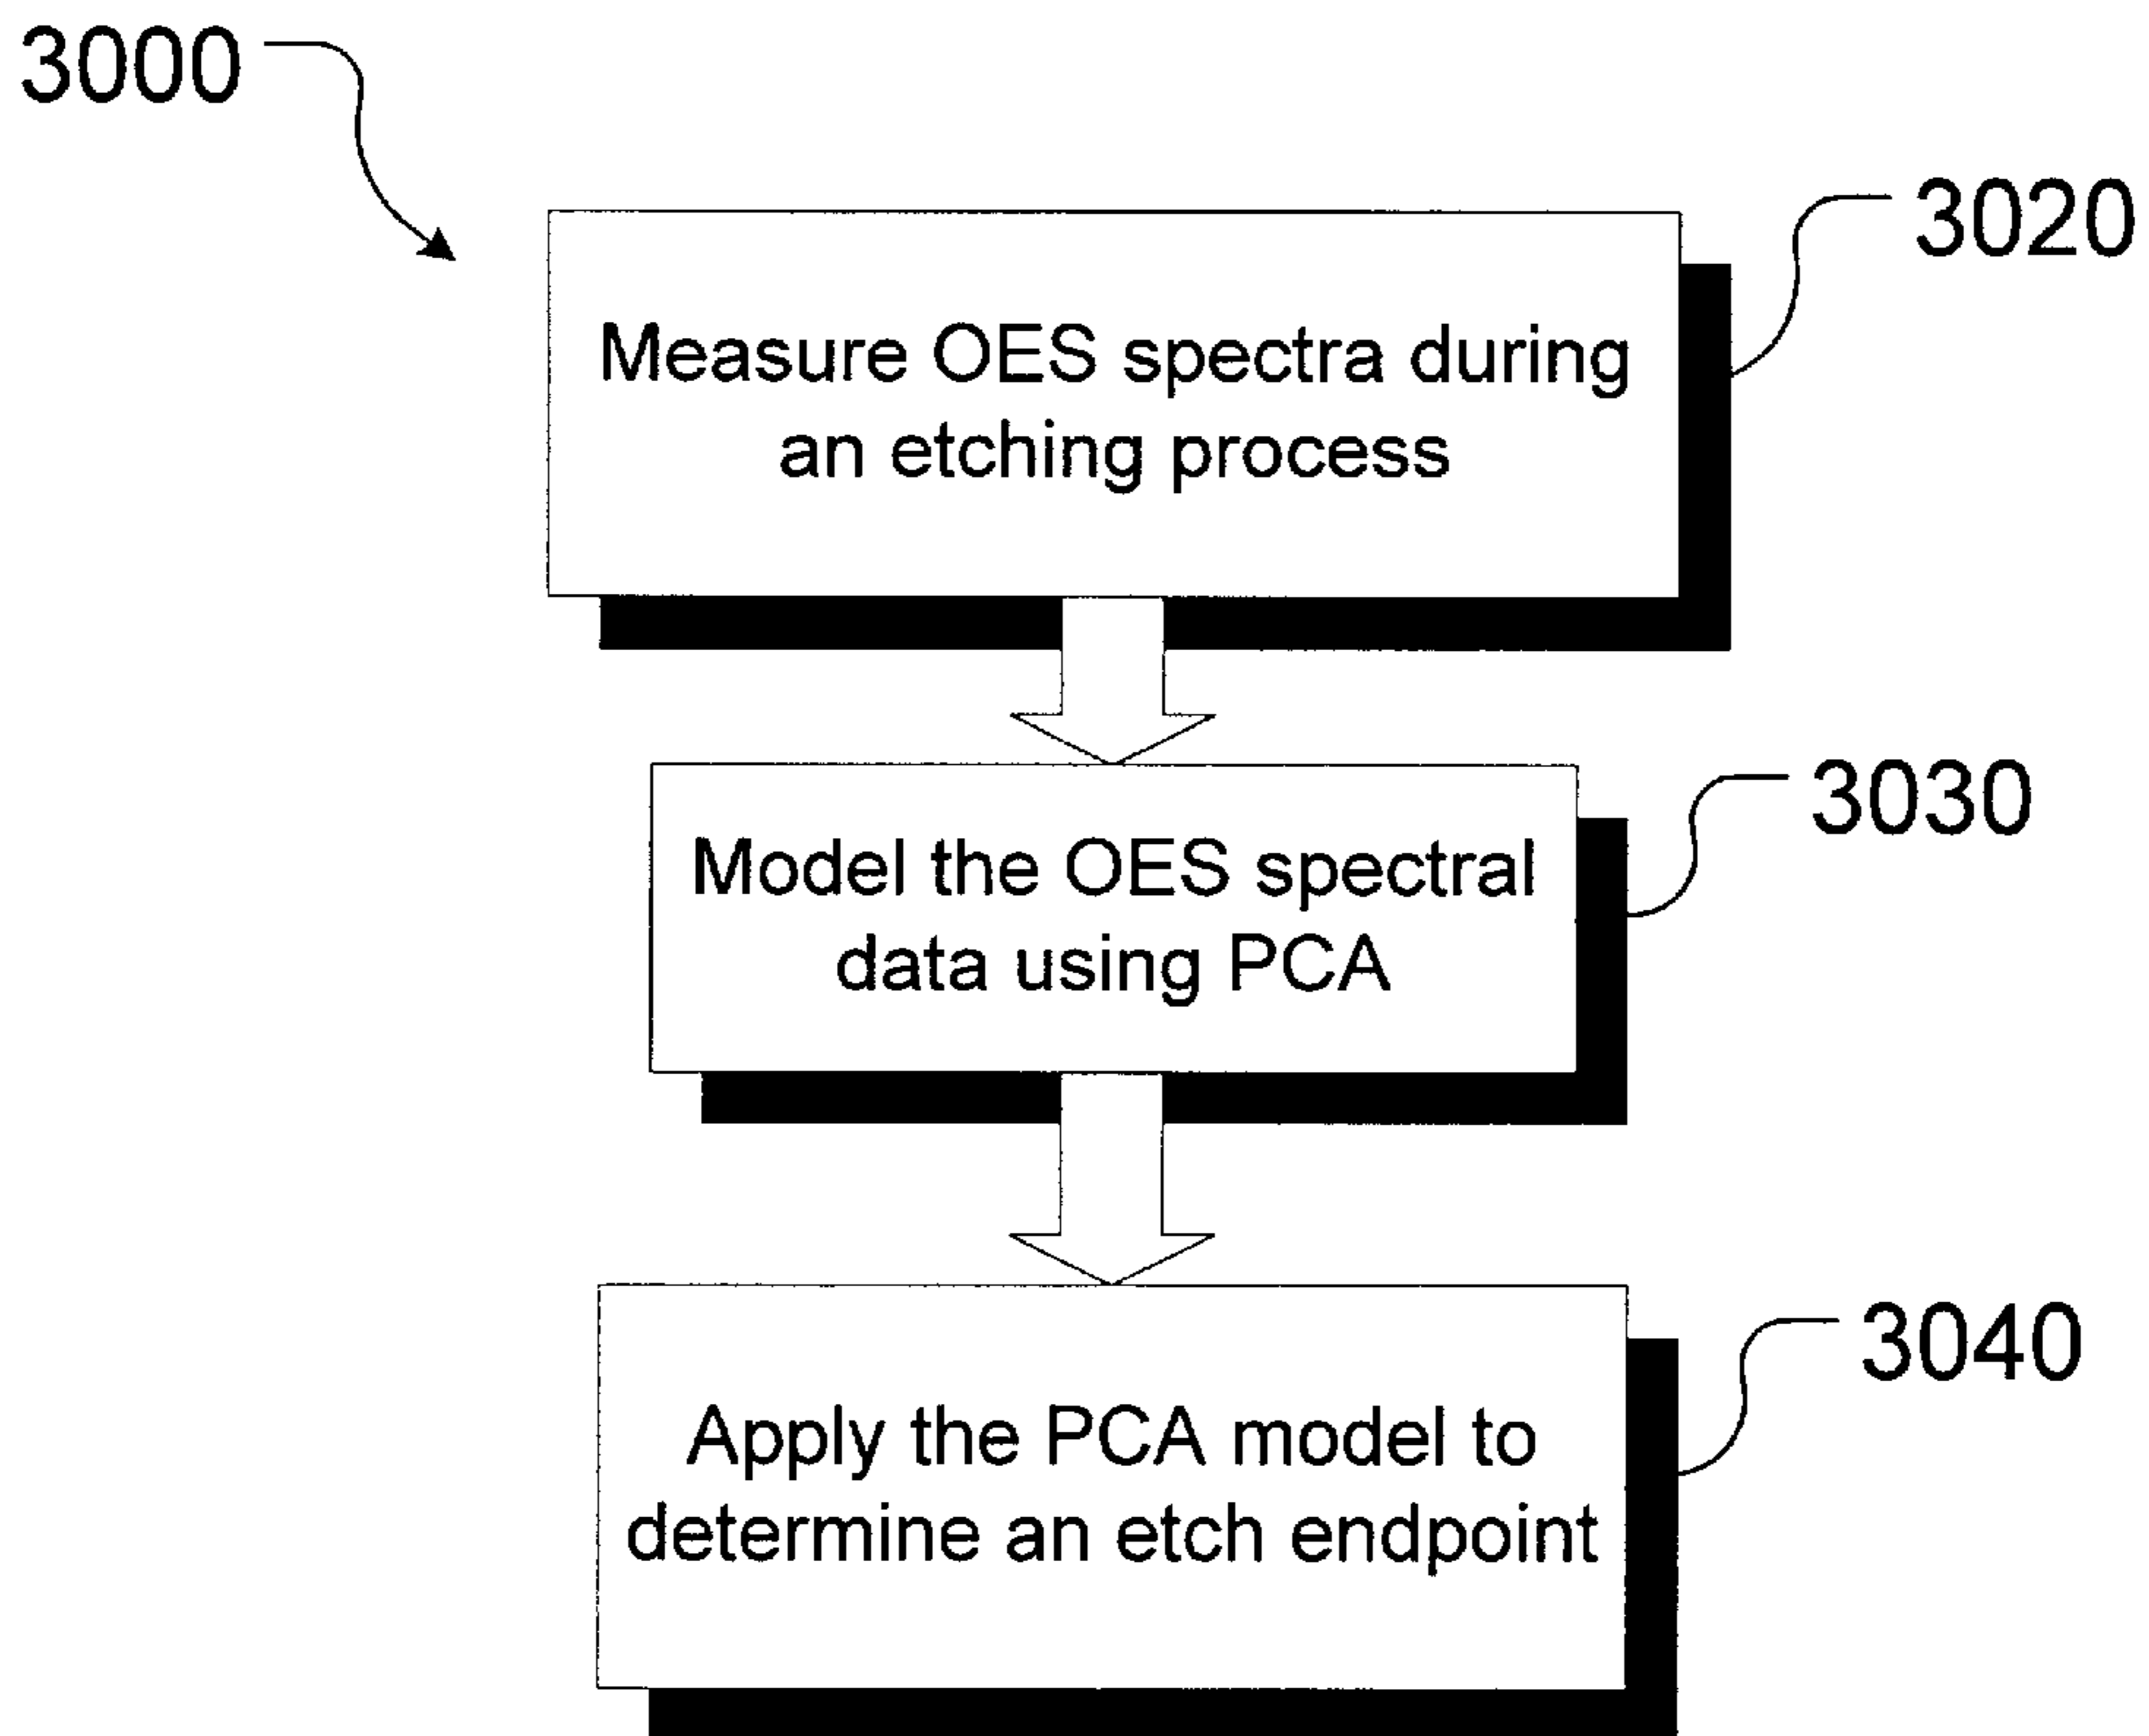 3000
3020
Measure OES spectra during
an etching process
3030
Model the OES spectral
data using PCA
3040
Apply the PCA model to
determine an etch endpoint